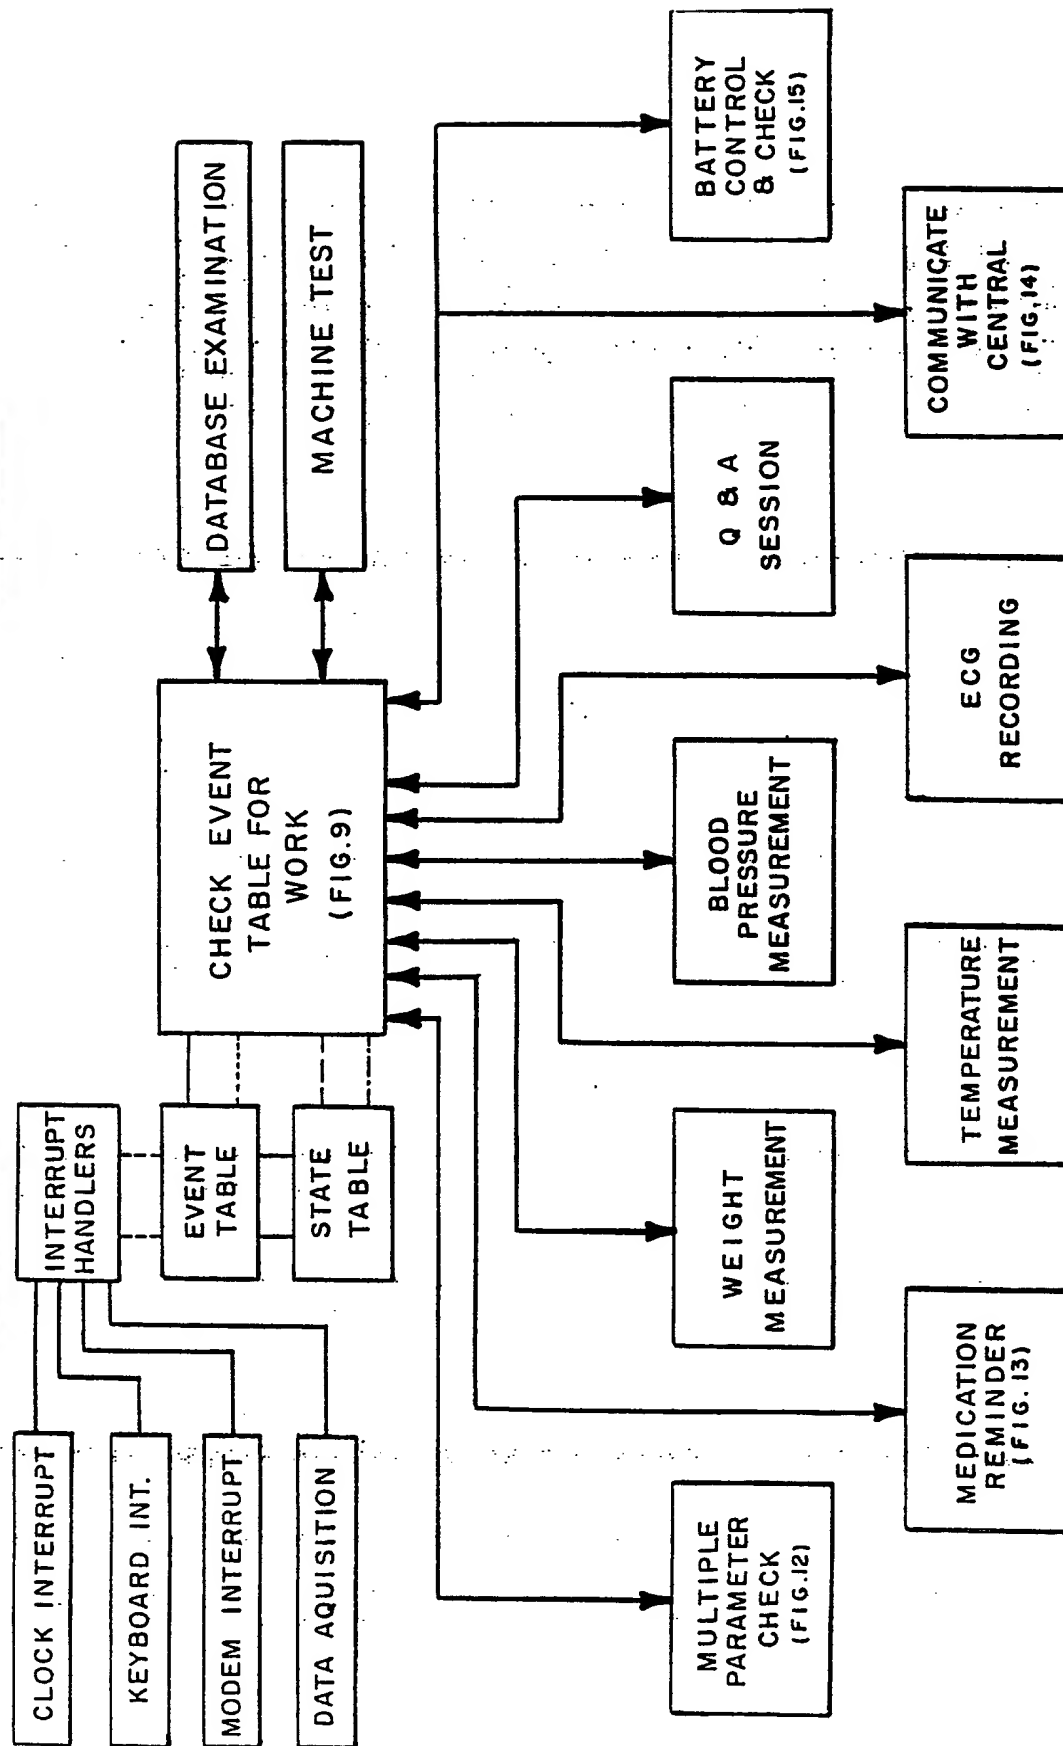 CLOCK INTERRUPT
KEYBOARD INT.
MODEM INTERRUPT
DATA AQUISITION
INTERRUPT
HANDLERS
EVENT
TABLE
STATE
TABLE
CHECK EVENT
TABLE FOR
WORK
(FIG.9)
DATABASE EXAMINATION
MACHINE TEST
MULTIPLE
PARAMETER
CHECK
(FIG.12)
WEIGHT
MEASUREMENT
BLOOD
PRESSURE
MEASUREMENT
Q & A
SESSION
BATTERY
CONTROL
& CHECK
(FIG.15)
MEDICATION
REMINDER
(FIG.13)
TEMPERATURE
MEASUREMENT
ECG
RECORDING
COMMUNICATE
WITH
CENTRAL
(FIG,14)